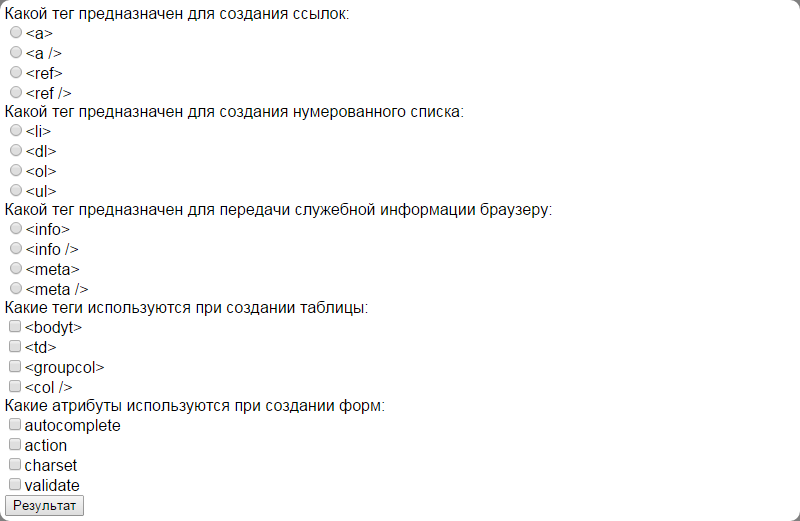 Какой тег предназначен для создания ссылок:
<a>
<a />
<ref>
<ref />
Какой тег предназначен для создания нумерованного списка:
<li>
<dl>
<ol>
<ul>
Какой тег предназначен для передачи служебной информации браузеру:
<info>
<info />
<meta>
<meta />
Какие теги используются при создании таблицы:
<bodyt>
<td>
<groupcol>
<col />
Какие атрибуты используются при создании форм:
autocomplete
action
charset
validate
Результат